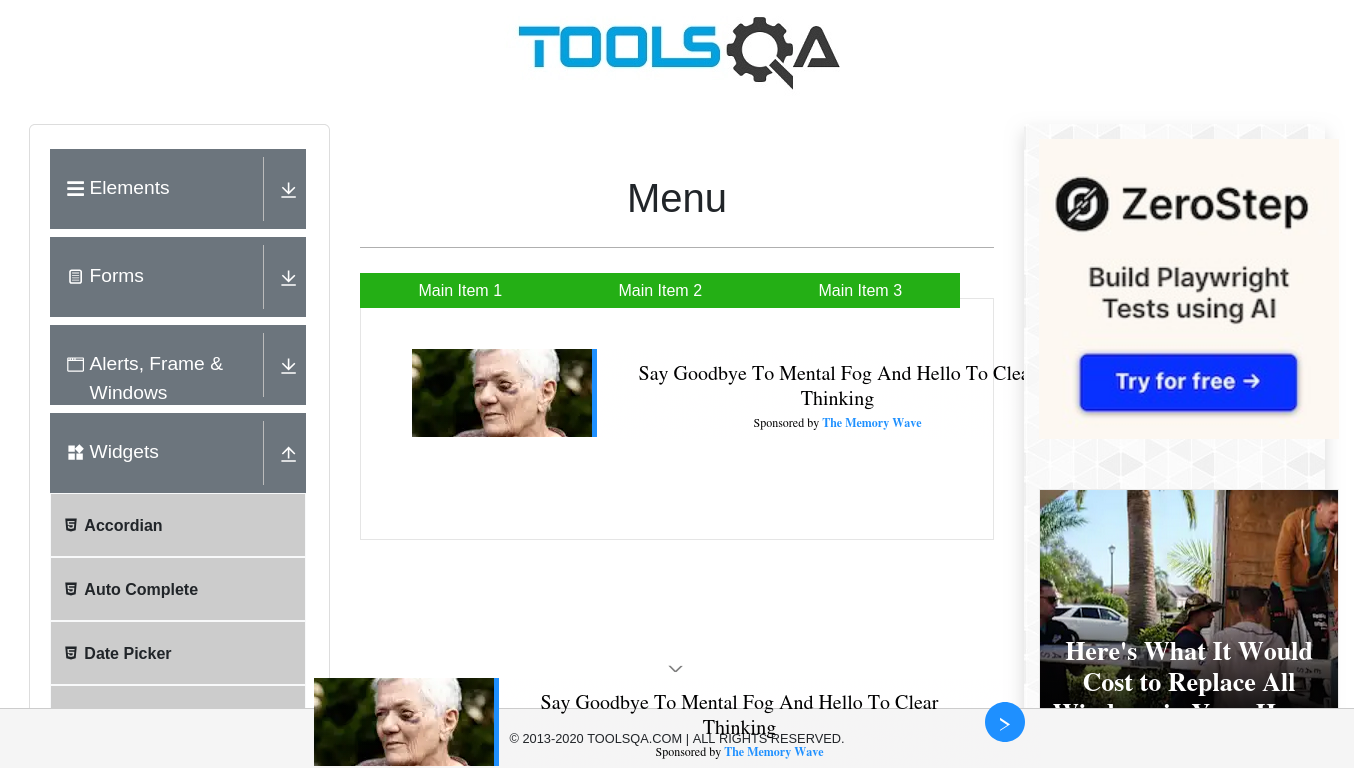 TOOLSQA
Elements
Forms
Alerts, Frame &
Windows
Widgets
Accordian
Auto Complete
Date Picker
Menu
Main Item 1
Main Item 2
Main Item 3
Say Goodbye To Mental Fog And Hello To Clea
Thinking
Sponsored by The Memory Wave
ZeroStep
Build Playwright
Tests using AI
Try for free →
Here's What It Would
Cost to Replace All
Say Goodbye To Mental Fog And Hello To Clear
Thinking
© 2013-2020 TOOLSQA.COM | ALL RIGHTS RESERVED.
Sponsored by The Memory Wave